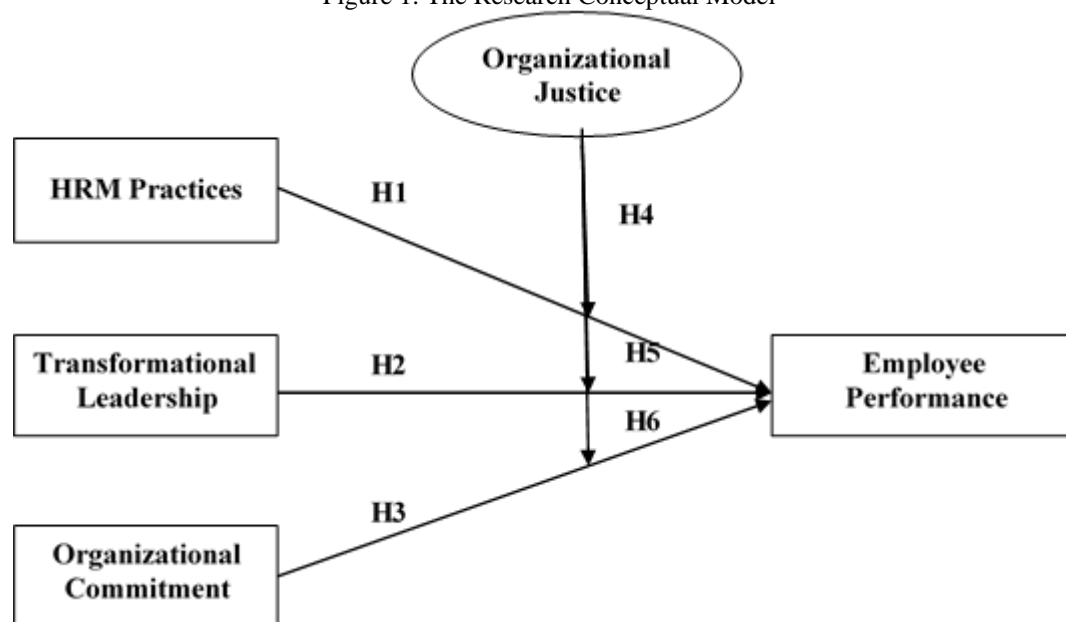 Figure 1. The Research Conceptual Model
Organizational
Justice
HRM Practices
H1
H4
Transformational
Leadership
H2
H5
Employee
Performance
H6
H3
Organizational
Commitment